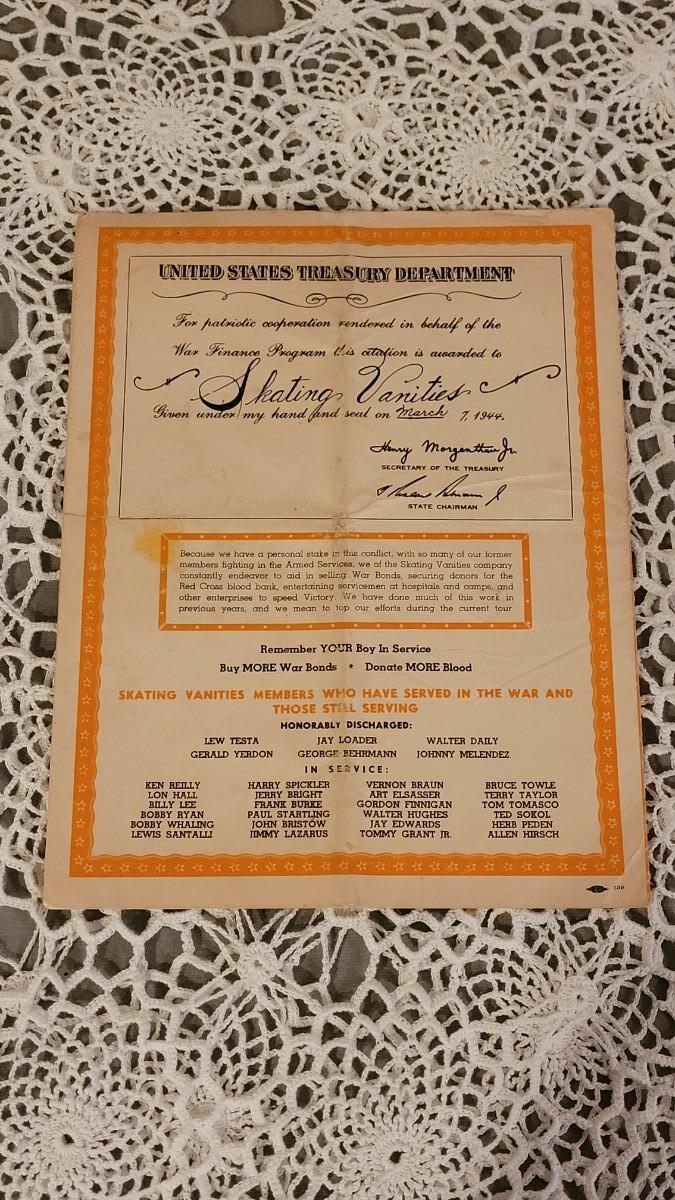 UNITED STATES TREASURY DEPARTMENT
For patriotic cooperation rendered in behalf of the
War Finance Program this citation is awarded to
Skating Vanities
Given under my hand and seal on March 7, 1944.
Henry Morgenthau Jr.
SECRETARY OF THE TREASURY
STATE CHAIRMAN
Because we have a personal stake in this conflict, with so many of our former
members fighting in the Armed Services, we of the Skating Vanities company
constantly endeavor to aid in selling War Bonds, securing donors for the
Red Cross blood bank, entertaining servicemen at hospitals and camps, and
other enterprises to speed Victory. We have done much of this work in
previous years, and we mean to top our efforts during the current tour
Remember YOUR Boy In Service
Buy MORE War Bonds • Donate MORE Blood
SKATING VANITIES MEMBERS WHO HAVE SERVED IN THE WAR AND
THOSE STILL SERVING
HONORABLY DISCHARGED:
LEW TESTA JAY LOADER WALTER DAILY
GERALD YERDON GEORGE BEHRMANN JOHNNY MELENDEZ
IN SERVICE:
KEN REILLY HARRY SPICKLER VERNON BRAUN BRUCE TOWLE
LON HALL JERRY BRIGHT ART ELSASSER TERRY TAYLOR
BILLY LEE FRANK BURKE GORDON FINNIGAN TOM TOMASCO
BOBBY RYAN PAUL STARTLING WALTER HUGHES TED SOKOL
BOBBY WHALING JOHN BRISTOW JAY EDWARDS HERB PEDEN
LEWIS SANTALLI JIMMY LAZARUS TOMMY GRANT JR. ALLEN HIRSCH